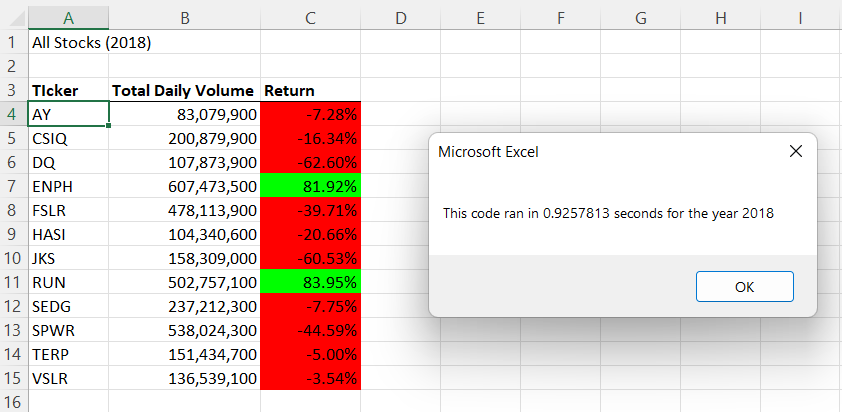 A B C D E F G H I
1 All Stocks (2018)
2
3 TIcker Total Daily Volume Return
4 AY 83,079,900 -7.28%
5 CSIQ 200,879,900 -16.34%
6 DQ 107,873,900 -62.60%
7 ENPH 607,473,500 81.92%
8 FSLR 478,113,900 -39.71%
9 HASI 104,340,600 -20.66%
10 JKS 158,309,000 -60.53%
11 RUN 502,757,100 83.95%
12 SEDG 237,212,300 -7.75%
13 SPWR 538,024,300 -44.59%
14 TERP 151,434,700 -5.00%
15 VSLR 136,539,100 -3.54%
16
Microsoft Excel
This code ran in 0.9257813 seconds for the year 2018
OK